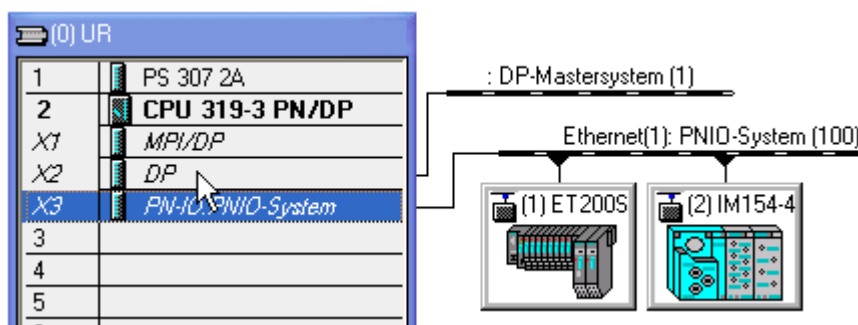 (0) UR
1 PS 307 2A
2 CPU 319-3 PN/DP
X1 MPI/DP
X2 DP
X3 PN-IO:PNIO-System
3
4
5
: DP-Mastersystem (1)
Ethernet(1): PNIO-System (100)
(1) ET200S
(2) IM154-4